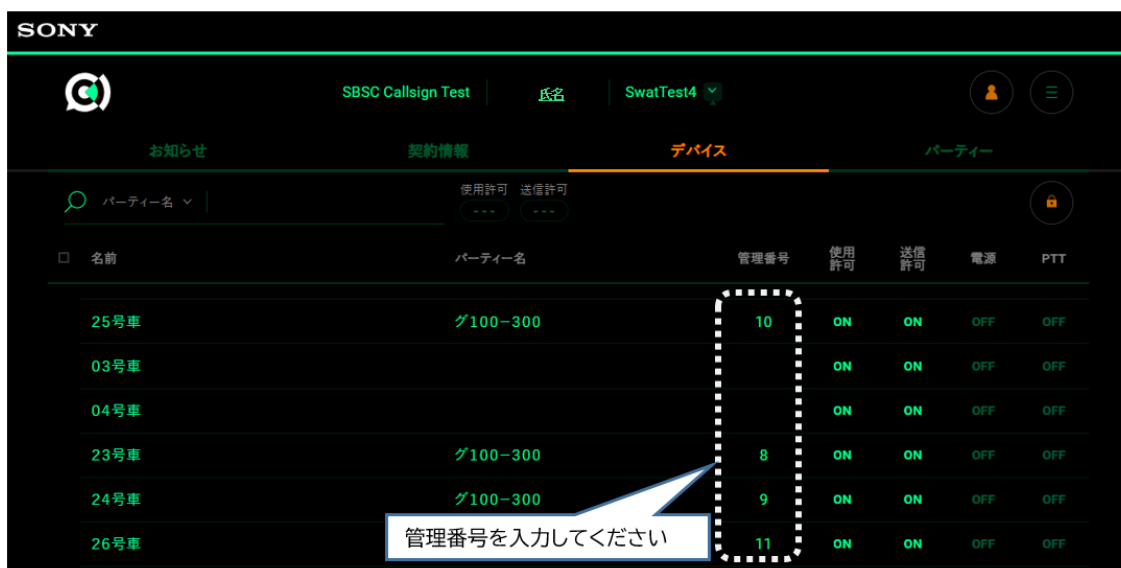 SONY
SBSC Callsign Test 氏名 SwatTest4
お知らせ 契約情報 デバイス パーティー
パーティー名 使用許可 送信許可
--- ---
名前 パーティー名 管理番号 使用許可 送信許可 電源 PTT
25号車 グ100-300 10 ON ON OFF OFF
03号車 ON ON OFF OFF
04号車 ON ON OFF OFF
23号車 グ100-300 8 ON ON OFF OFF
24号車 グ100-300 9 ON ON OFF OFF
26号車 11 ON ON OFF OFF
管理番号を入力してください